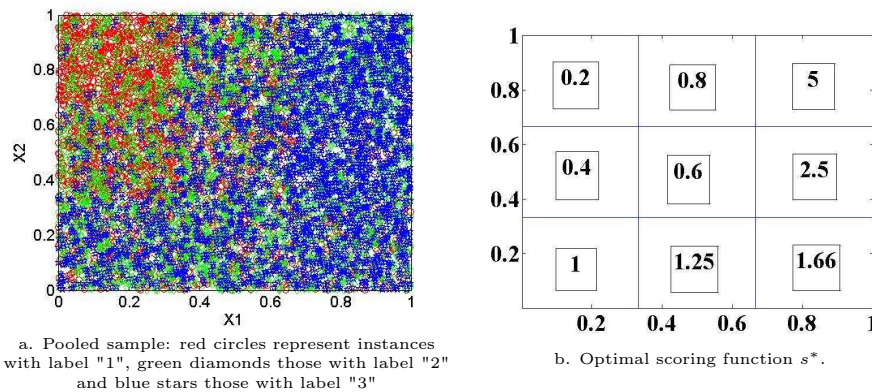 1
0.8
0.6
0.4
0.2
0
X2
0 0.2 0.4 0.6 0.8 1
X1
a. Pooled sample: red circles represent instances
with label "1", green diamonds those with label "2"
and blue stars those with label "3"
1
0.8
0.6
0.4
0.2
0.2 0.8 5
0.4 0.6 2.5
1 1.25 1.66
0.2 0.4 0.6 0.8 1
b. Optimal scoring function s*.